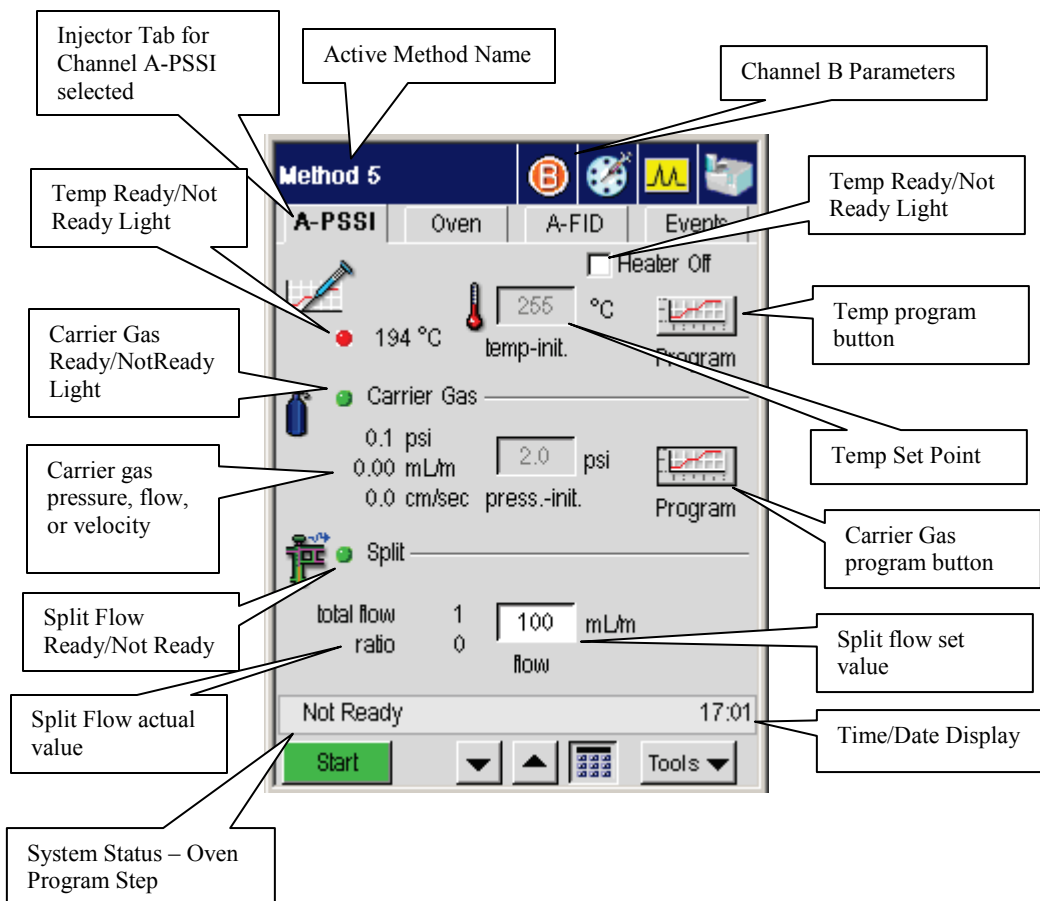 Injector Tab for
Channel A-PSSI
selected
Active Method Name
Channel B Parameters
Temp Ready/Not
Ready Light
Temp Ready/Not
Ready Light
Method 5
B
A-PSSI Oven A-FID Events
Heater Off
255 °C
194 °C temp-init. Program
Temp program
button
Carrier Gas
Ready/NotReady
Light
Carrier Gas
0.1 psi
0.00 mL/m 2.0 psi
0.0 cm/sec press.-init. Program
Temp Set Point
Carrier gas
pressure, flow,
or velocity
Carrier Gas
program button
Split
total flow 1 100 mL/m
ratio 0
flow
Split Flow
Ready/Not Ready
Split flow set
value
Split Flow actual
value
Not Ready 17:01
Time/Date Display
Start Tools
System Status – Oven
Program Step